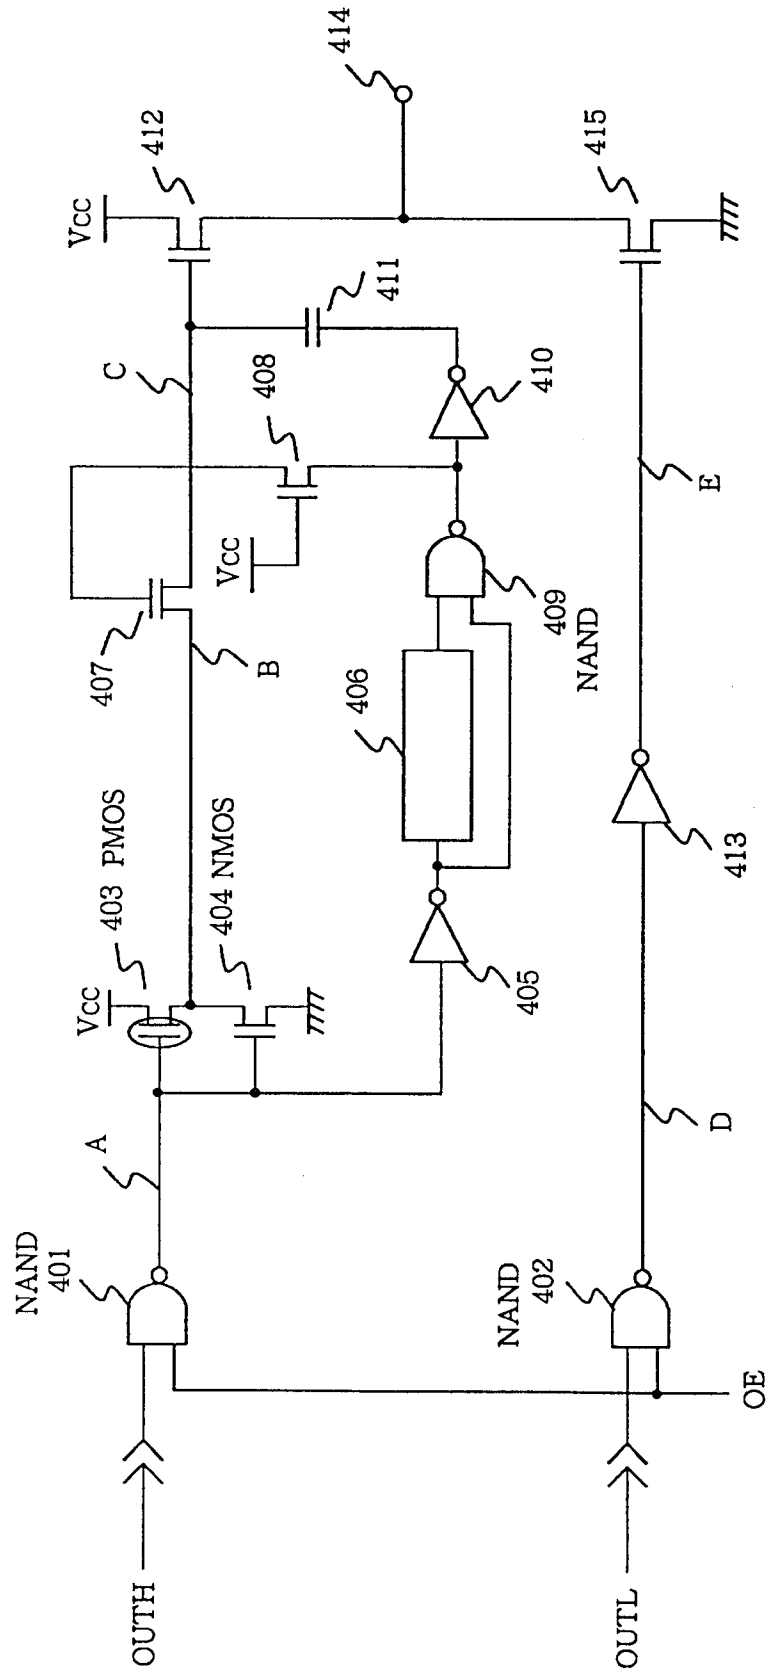 OUTH
NAND
401
A
Vcc
403 PMOS
404 NMOS
405
B
407
406
Vcc
408
409
NAND
C
410
411
Vcc
412
414
OUTL
OE
NAND
402
D
413
E
415